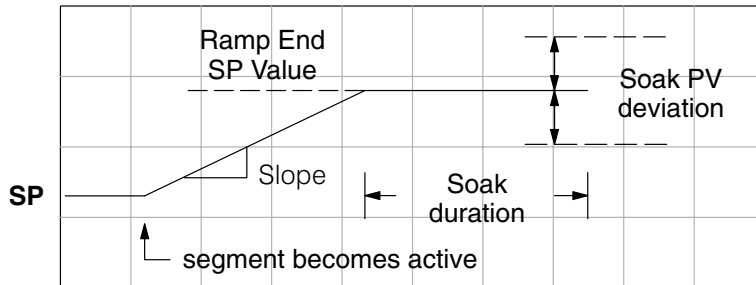 Ramp End
SP Value
Soak PV
deviation
Slope
SP
Soak
duration
segment becomes active